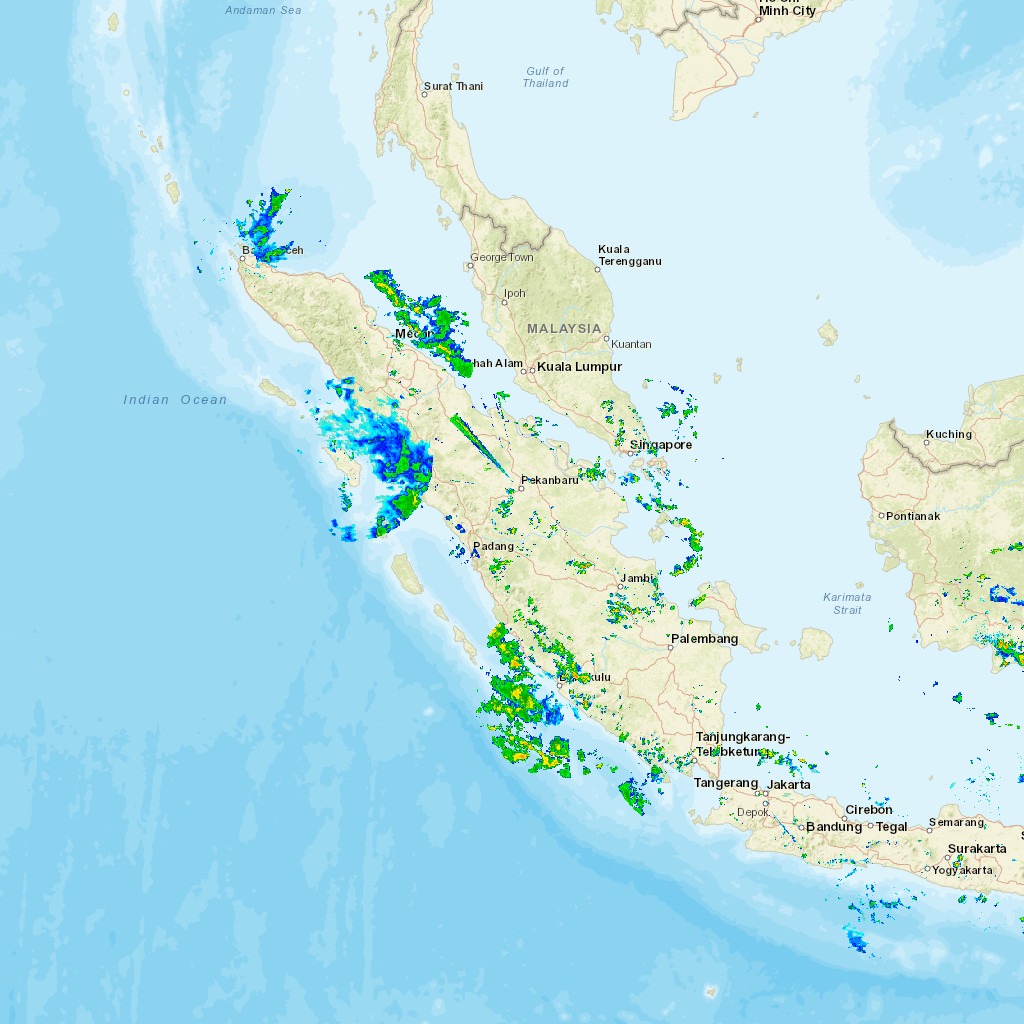 Andaman Sea
Minh City
Gulf of
Thailand
Surat Thani
George Town
Kuala
Terengganu
Ipoh
MALAYSIA
Kuantan
hah Alam
Kuala Lumpur
Indian Ocean
Singapore
Kuching
Pekanbaru
Pontianak
Padang
Jambi
Karimata
Strait
Palembang
Tanjungkarang-
Tangerang
Jakarta
Depok
Cirebon
Bandung
Tegal
Semarang
Surakarta
Yogyakarta